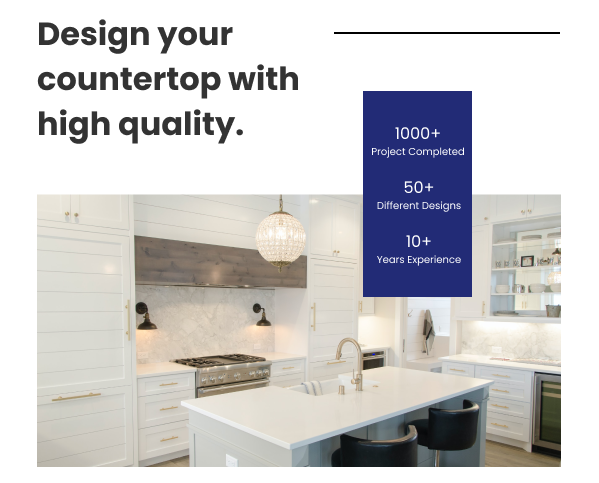 Design your
countertop with
high quality.
1000+
Project Completed
50+
Different Designs
10+
Years Experience